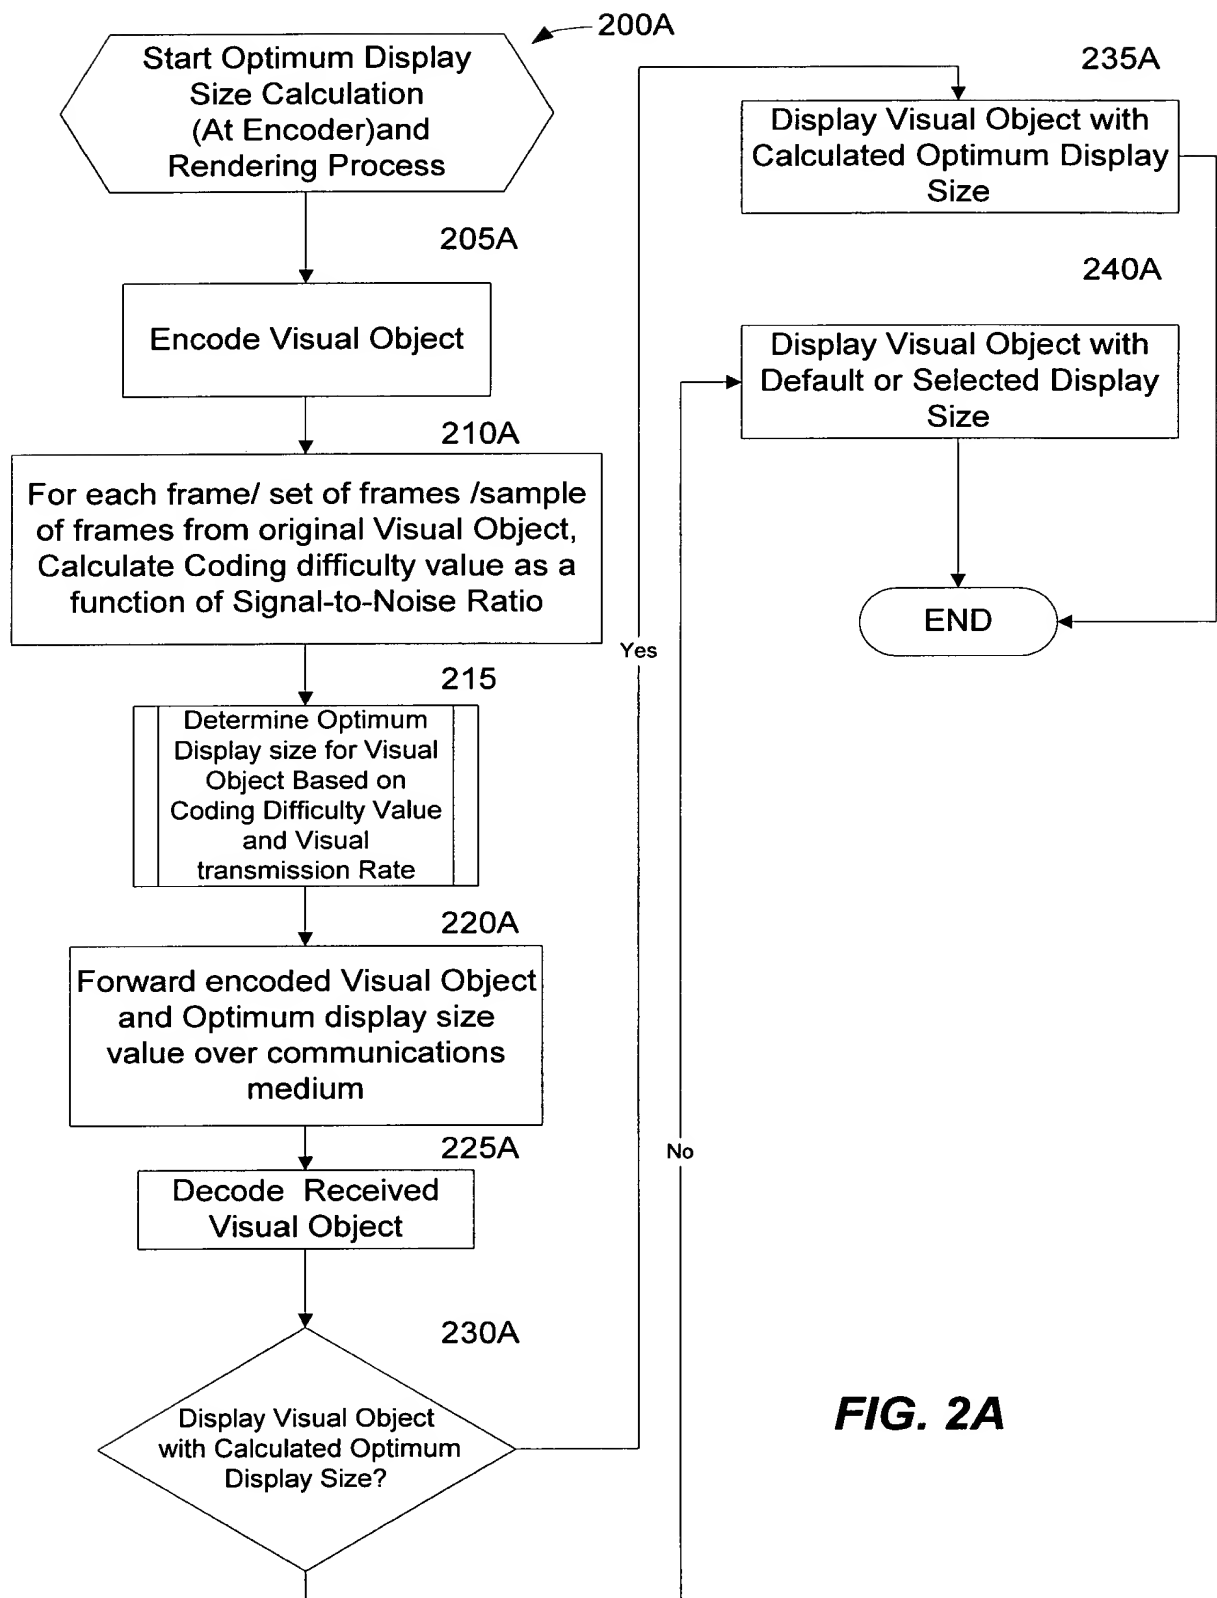 200A
Start Optimum Display
Size Calculation
(At Encoder)and
Rendering Process
205A
Encode Visual Object
210A
For each frame/ set of frames /sample
of frames from original Visual Object,
Calculate Coding difficulty value as a
function of Signal-to-Noise Ratio
215
Determine Optimum
Display size for Visual
Object Based on
Coding Difficulty Value
and Visual
transmission Rate
220A
Forward encoded Visual Object
and Optimum display size
value over communications
medium
225A
Decode Received
Visual Object
230A
Display Visual Object
with Calculated Optimum
Display Size?
Yes
No
235A
Display Visual Object with
Calculated Optimum Display
Size
240A
Display Visual Object with
Default or Selected Display
Size
END
FIG. 2A